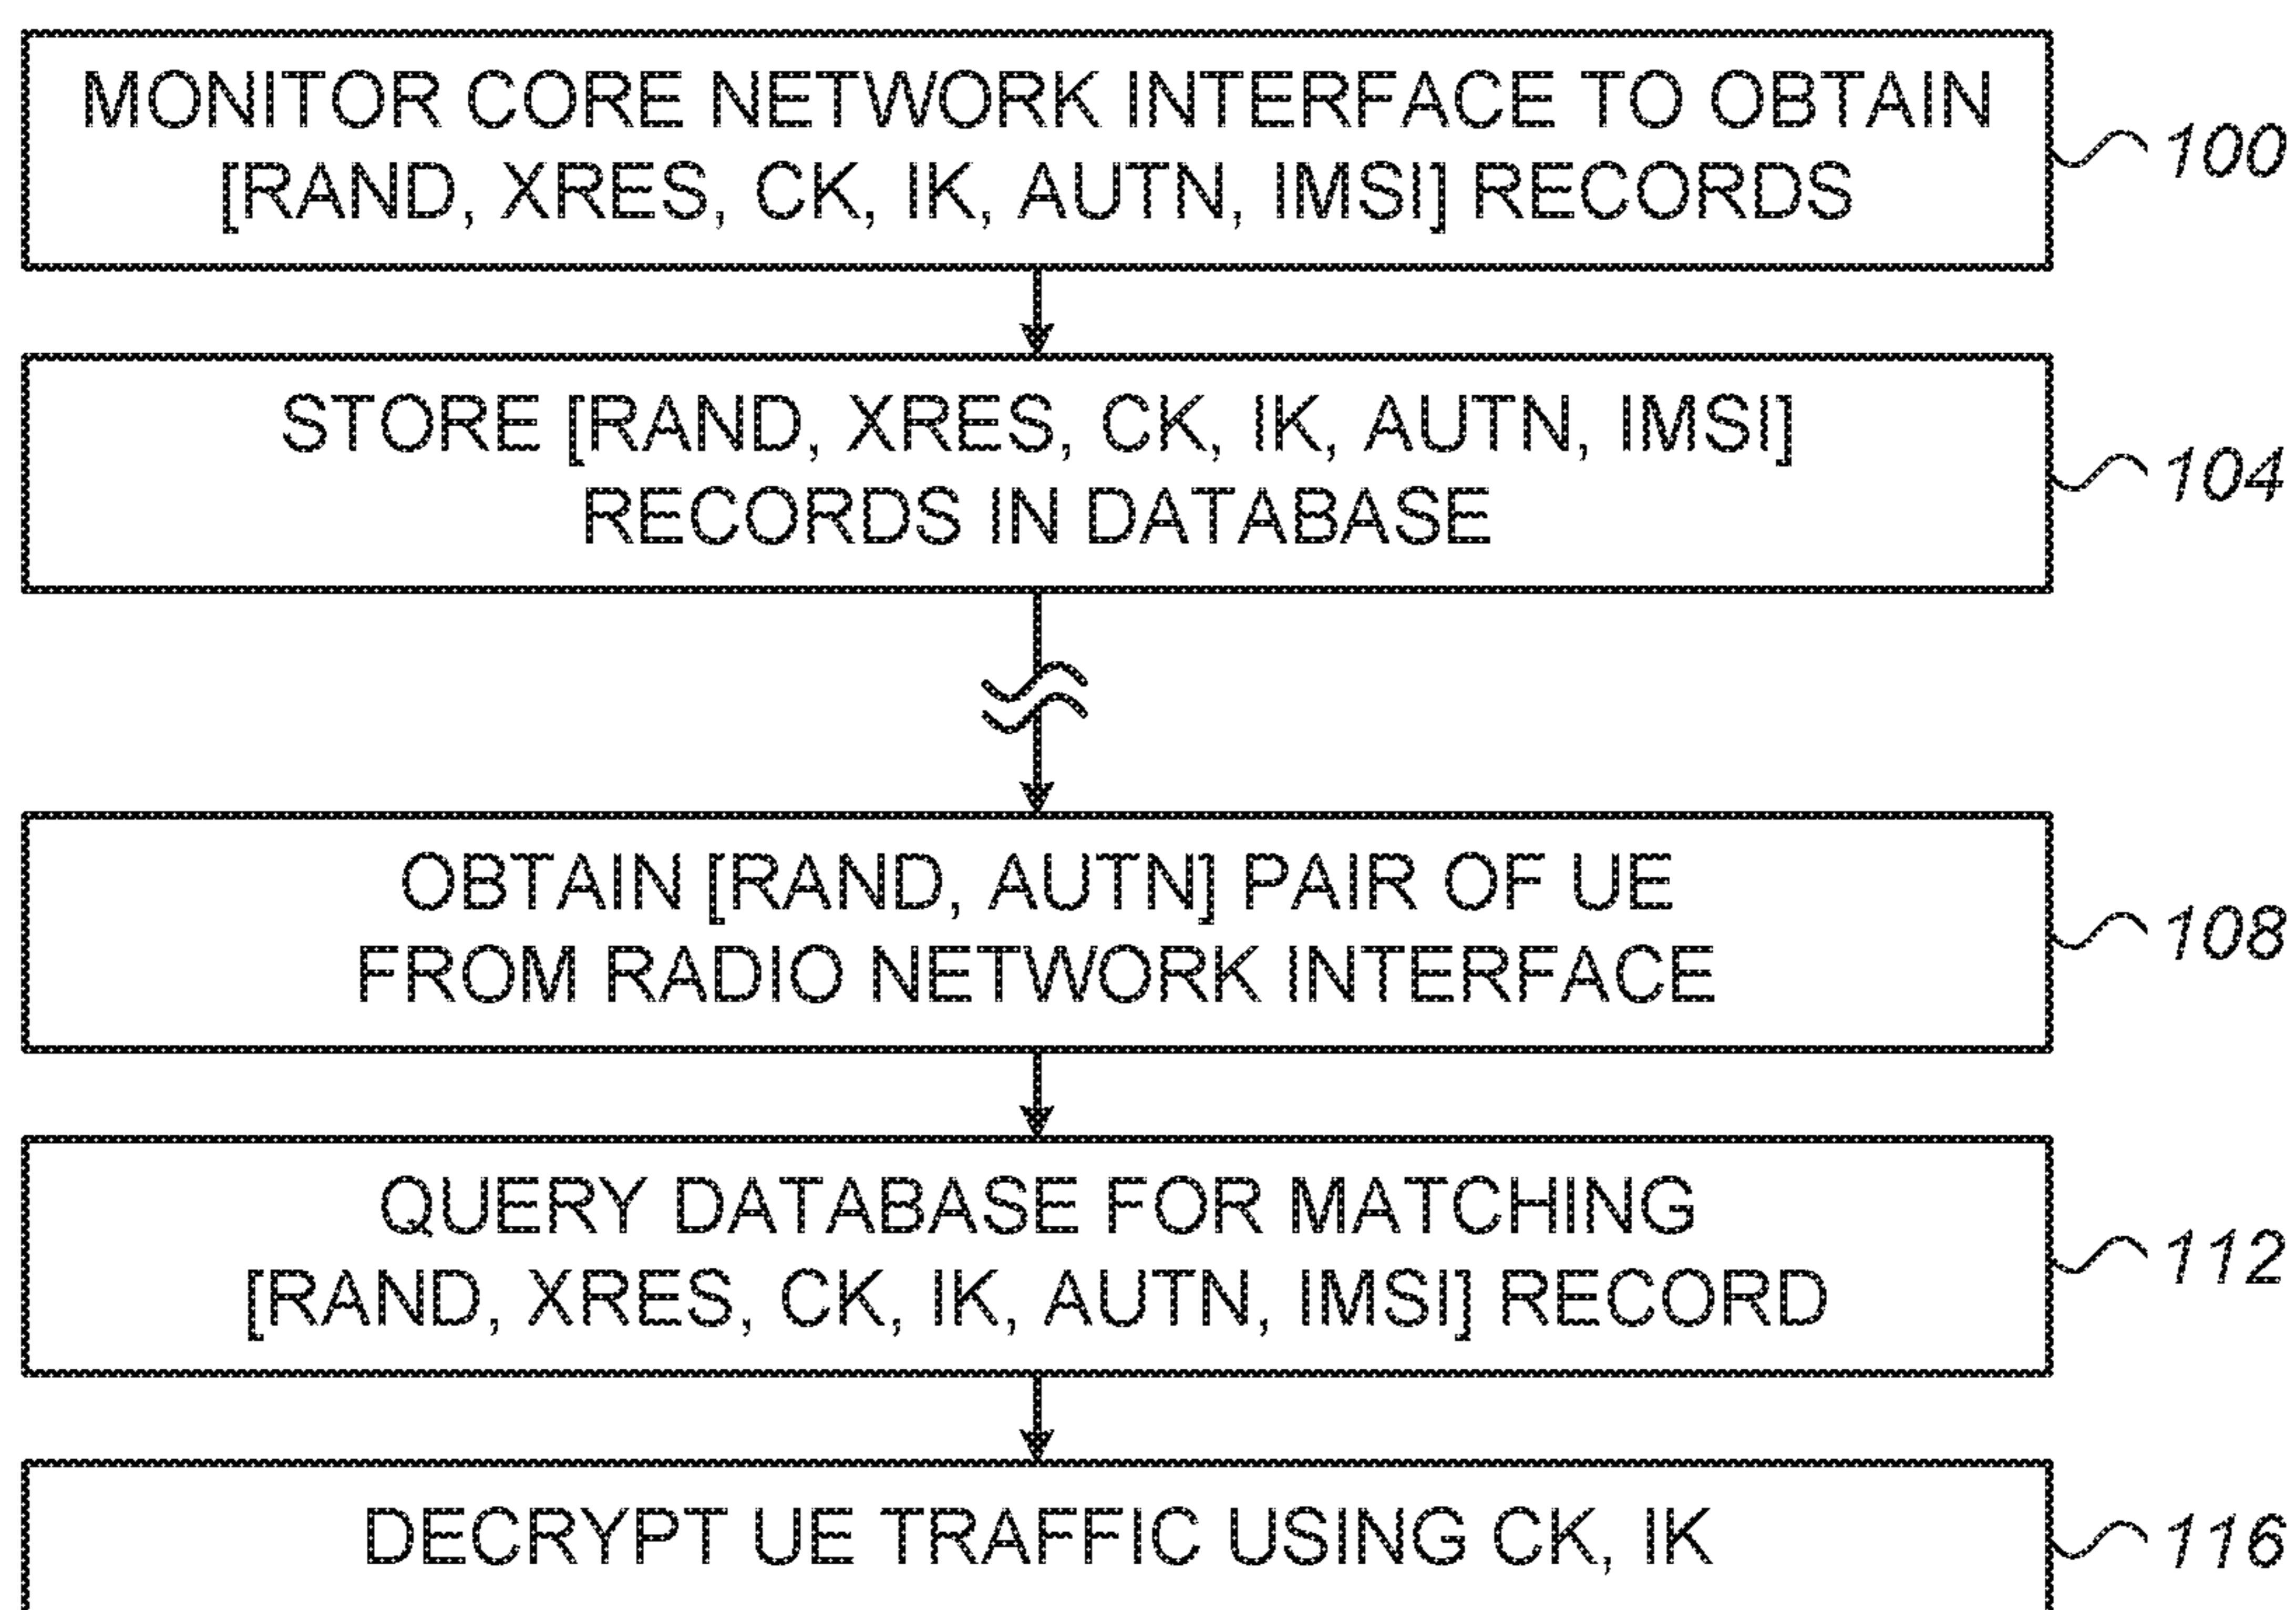 MONITOR CORE NETWORK INTERFACE TO OBTAIN
[RAND, XRES, CK, IK, AUTN, IMSI] RECORDS
100
STORE [RAND, XRES, CK, IK, AUTN, IMSI]
RECORDS IN DATABASE
104
OBTAIN [RAND, AUTN] PAIR OF UE
FROM RADIO NETWORK INTERFACE
108
QUERY DATABASE FOR MATCHING
[RAND, XRES, CK, IK, AUTN, IMSI] RECORD
112
DECRYPT UE TRAFFIC USING CK, IK
116